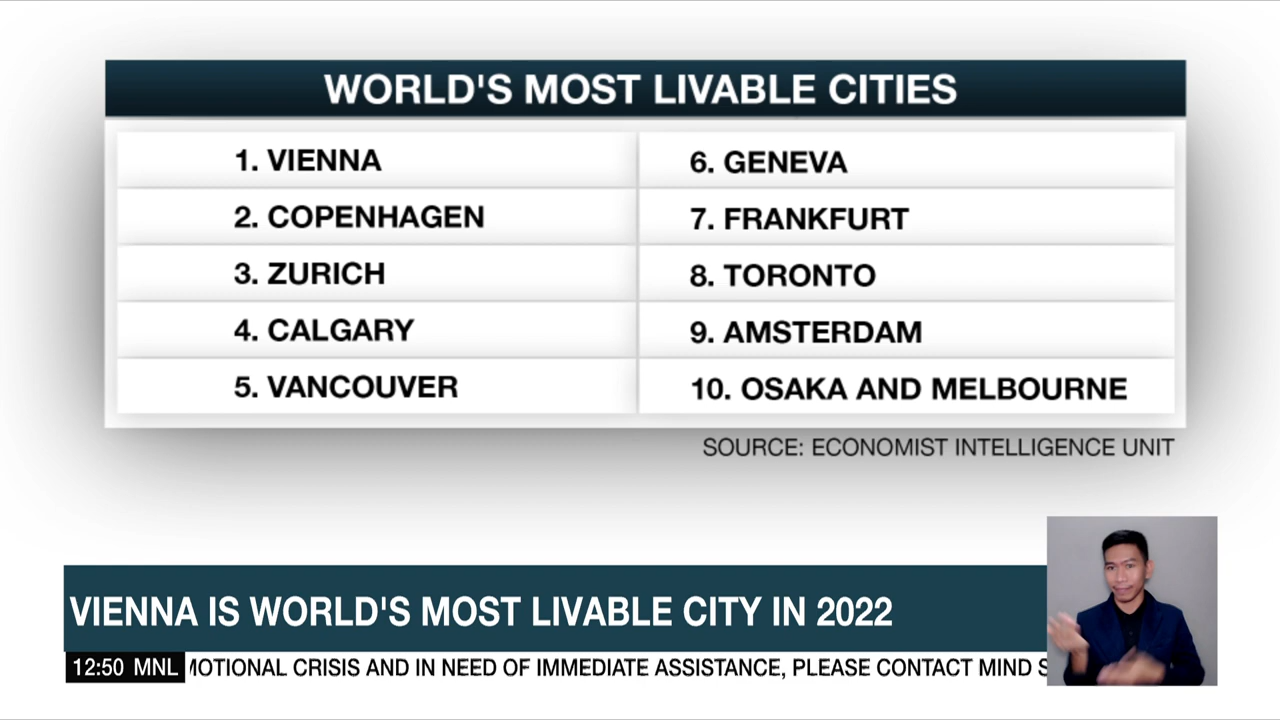 WORLD'S MOST LIVABLE CITIES
1. VIENNA
2. COPENHAGEN
3. ZURICH
4. CALGARY
5. VANCOUVER
6. GENEVA
7. FRANKFURT
8. TORONTO
9. AMSTERDAM
10. OSAKA AND MELBOURNE
SOURCE: ECONOMIST INTELLIGENCE UNIT
VIENNA IS WORLD'S MOST LIVABLE CITY IN 2022
12:50 MNL MOTIONAL CRISIS AND IN NEED OF IMMEDIATE ASSISTANCE, PLEASE CONTACT MIND S